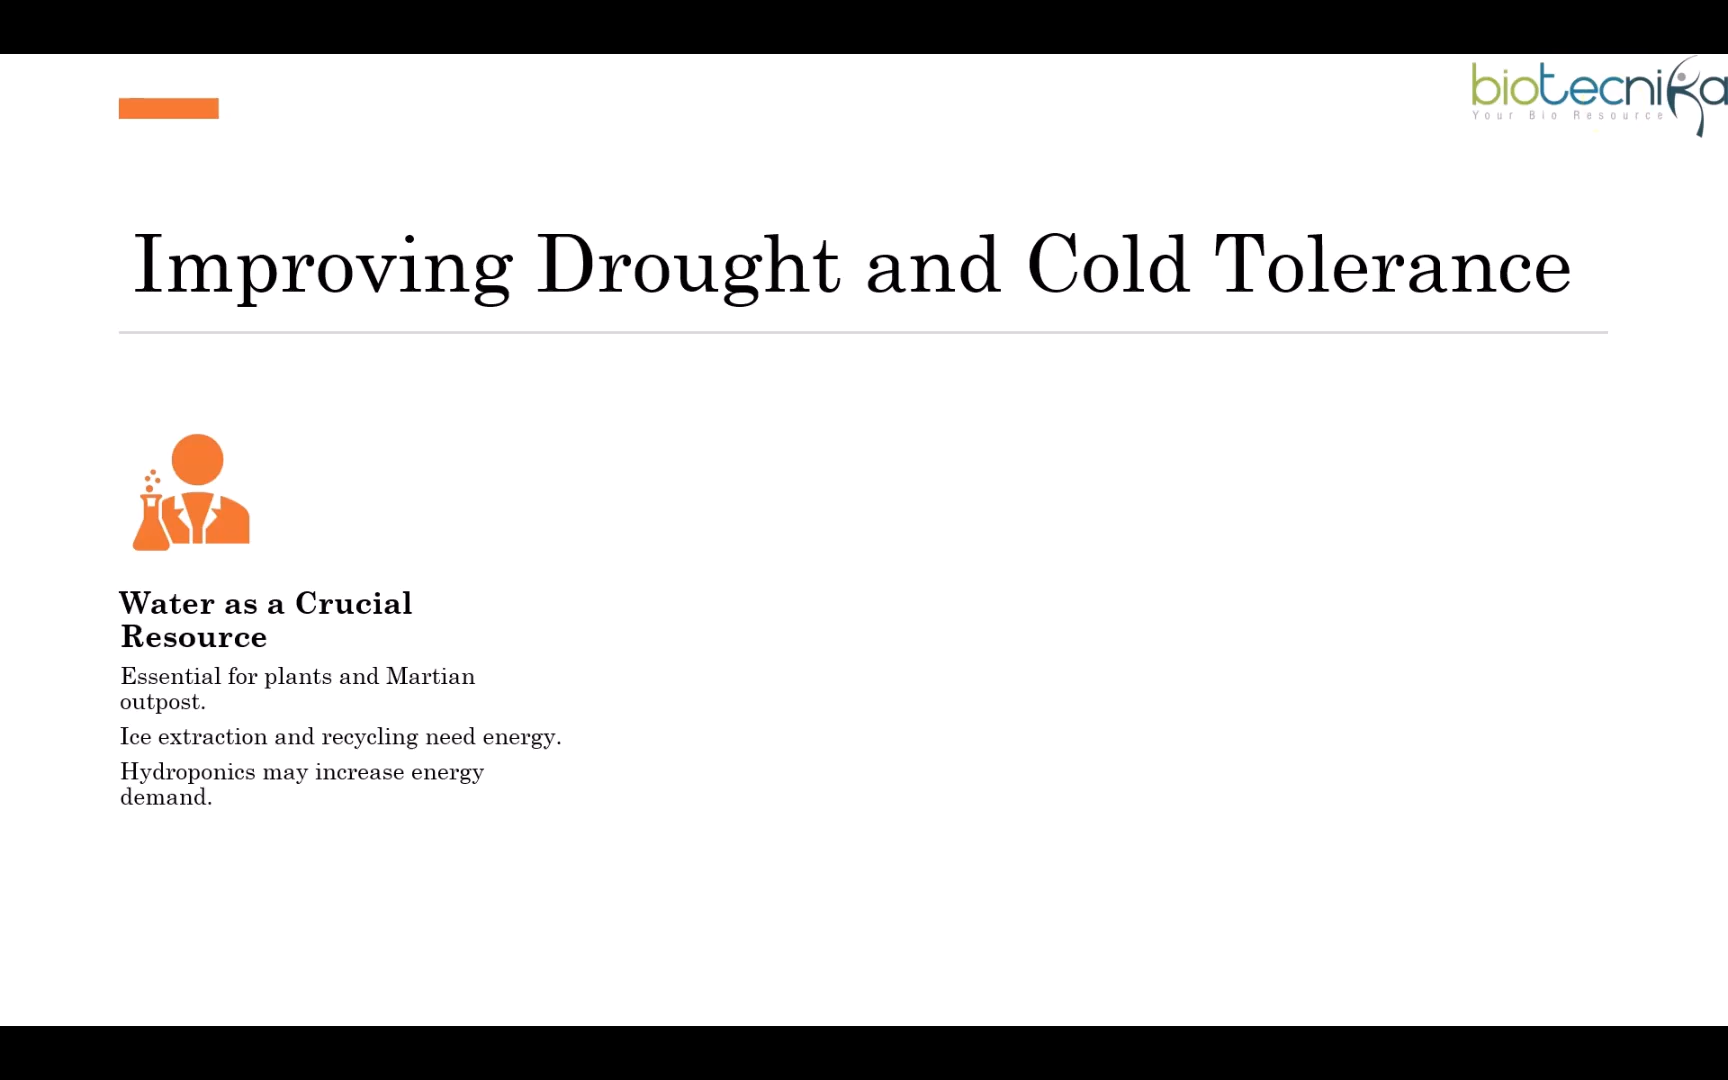 biotecnika
Your Bio Resource
Improving Drought and Cold Tolerance
Water as a Crucial
Resource
Essential for plants and Martian
outpost.
Ice extraction and recycling need energy.
Hydroponics may increase energy
demand.